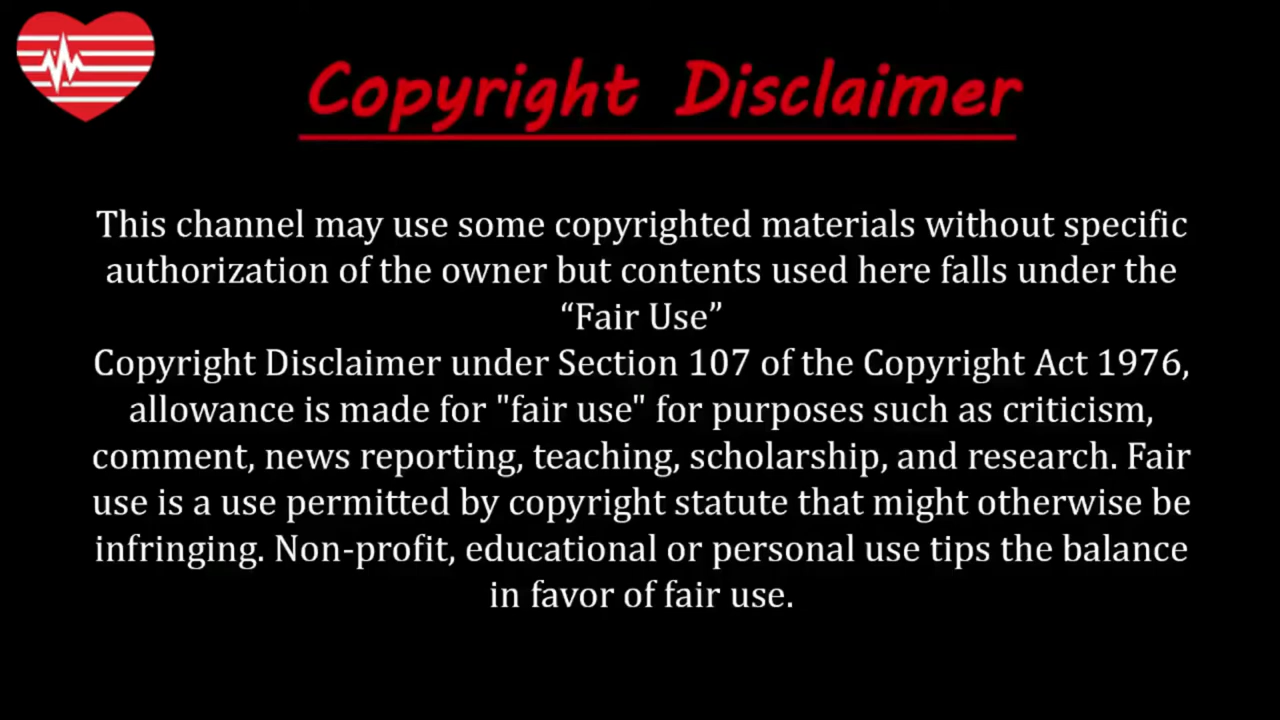 Copyright Disclaimer
This channel may use some copyrighted materials without specific
authorization of the owner but contents used here falls under the
“Fair Use”
Copyright Disclaimer under Section 107 of the Copyright Act 1976,
allowance is made for "fair use" for purposes such as criticism,
comment, news reporting, teaching, scholarship, and research. Fair
use is a use permitted by copyright statute that might otherwise be
infringing. Non-profit, educational or personal use tips the balance
in favor of fair use.